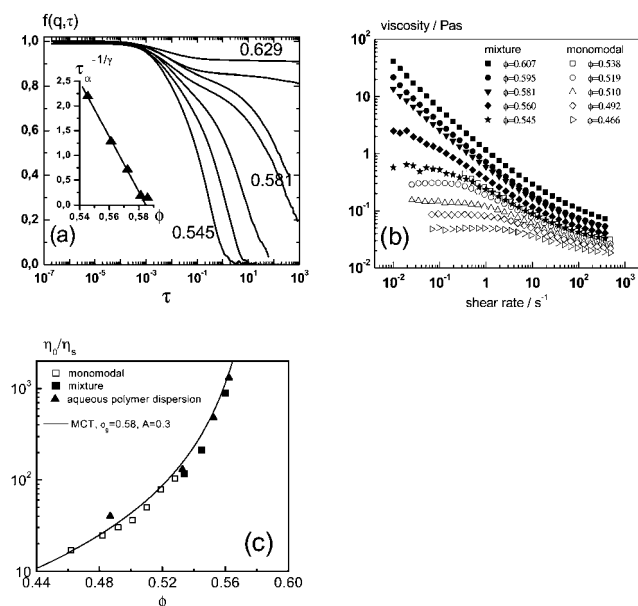 f(q,τ)
1,0
0,8
0,6
0,4
0,2
0,0
0.629
0.581
0.545
τα^-1/γ
2,5
2,0
1,5
1,0
0,5
0,0
0.54 0.56 0.58 ϕ
(a)
10^-7 10^-5 10^-3 10^-1 10^1 10^3
τ
viscosity / Pas
10^2
10^1
10^0
10^-1
10^-2
mixture
ϕ=0.607
ϕ=0.595
ϕ=0.581
ϕ=0.560
ϕ=0.545
monomodal
ϕ=0.538
ϕ=0.519
ϕ=0.510
ϕ=0.492
ϕ=0.466
(b)
10^-2 10^-1 10^0 10^1 10^2 10^3
shear rate / s^-1
η0/ηs
10^3
10^2
10
monomodal
mixture
aqueous polymer dispersion
MCT, ϕg=0.58, A=0.3
(c)
0.44 0.48 0.52 0.56 0.60
ϕ